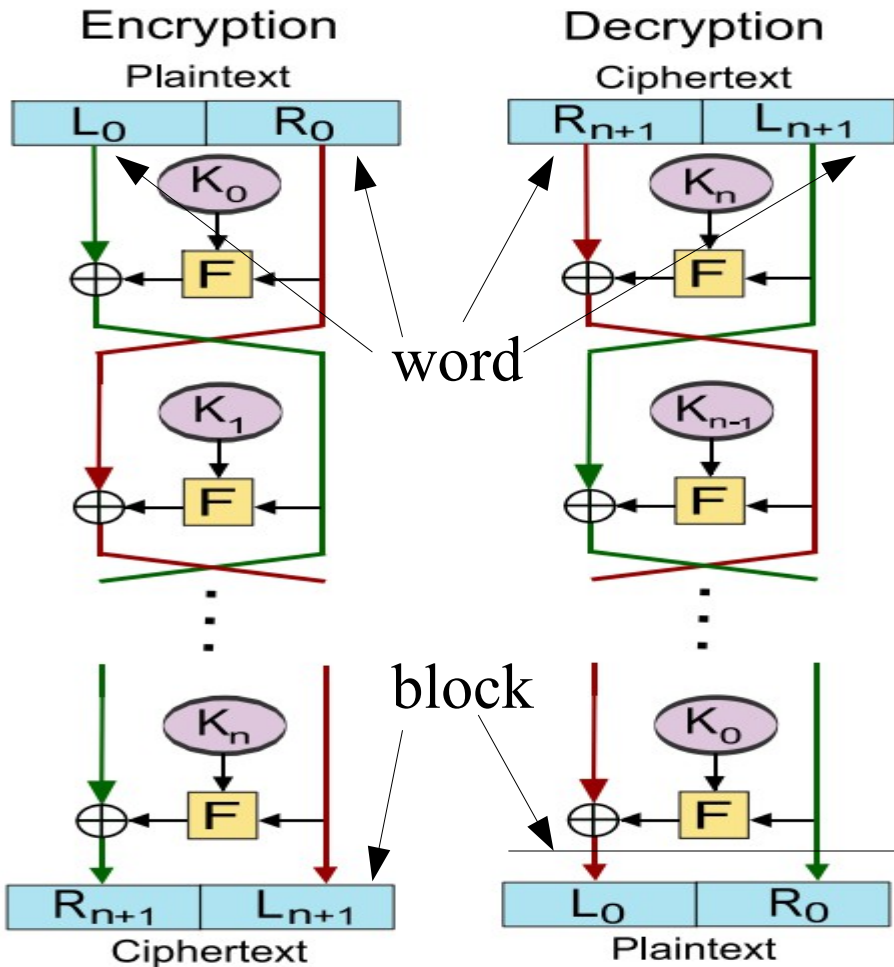 Encryption
Decryption
Plaintext
Ciphertext
L0 R0
Rn+1 Ln+1
K0
Kn
F
F
word
K1
Kn-1
F
F
block
Kn
K0
F
F
Rn+1 Ln+1
L0 R0
Ciphertext
Plaintext